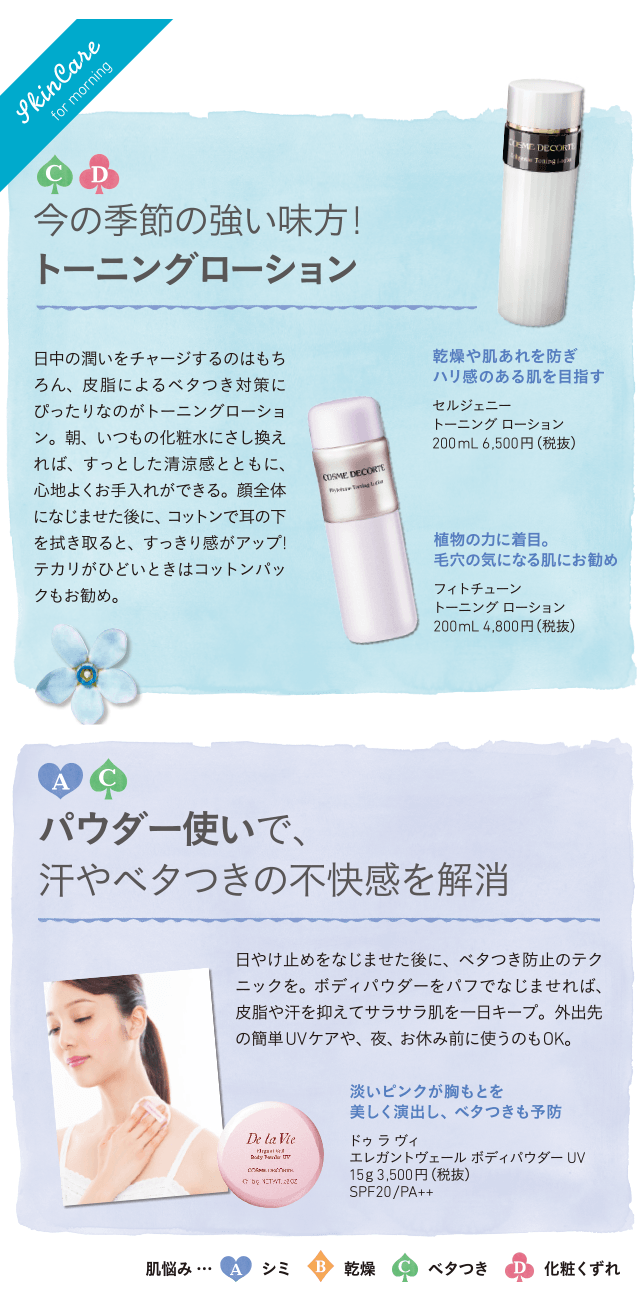 SkinCare
for morning
C D
今の季節の強い味方!
トーニングローション
COSME DECORTE
日中の潤いをチャージするのはもち
ろん、皮脂によるベタつき対策に
ぴったりなのがトーニングローショ
ン。朝、いつもの化粧水にさし換え
れば、すっとした清涼感とともに、
心地よくお手入れができる。顔全体
になじませた後に、コットンで耳の下
を拭き取ると、すっきり感がアップ!
テカリがひどいときはコットンパッ
クもお勧め。
乾燥や肌あれを防ぎ
ハリ感のある肌を目指す
セルジェニー
トーニング ローション
200mL 6,500円(税抜)
COSME DECORTE
Phytotune Toning Lotion
植物の力に着目。
毛穴の気になる肌にお勧め
フィトチューン
トーニング ローション
200mL 4,800円(税抜)
A C
パウダー使いで、
汗やベタつきの不快感を解消
日やけ止めをなじませた後に、ベタつき防止のテク
ニックを。ボディパウダーをパフでなじませれば、
皮脂や汗を抑えてサラサラ肌を一日キープ。外出先
の簡単UVケアや、夜、お休み前に使うのもOK。
De la Vie
Elegant Veil
Body Powder UV
COSME DECORTE
淡いピンクが胸もとを
美しく演出し、ベタつきも予防
ドゥ ラ ヴィ
エレガントヴェール ボディパウダー UV
15g 3,500円(税抜)
SPF20/PA++
肌悩み… A シミ B 乾燥 C ベタつき D 化粧くずれ